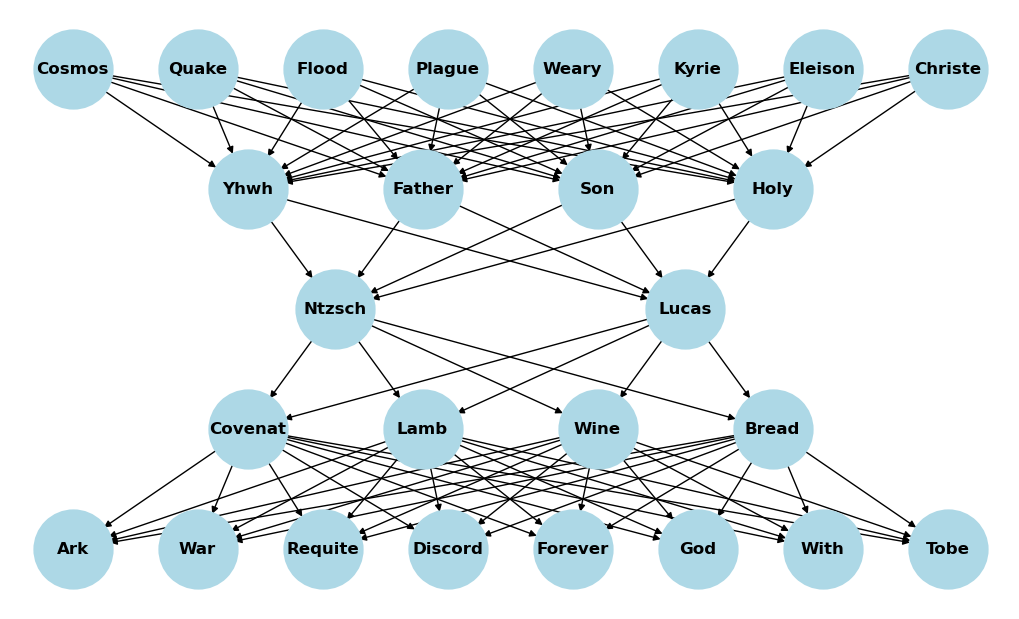 Cosmos Quake Flood Plague Weary Kyrie Eleison Christe
Yhwh Father Son Holy
Ntzsch Lucas
Covenat Lamb Wine Bread
Ark War Requite Discord Forever God With Tobe